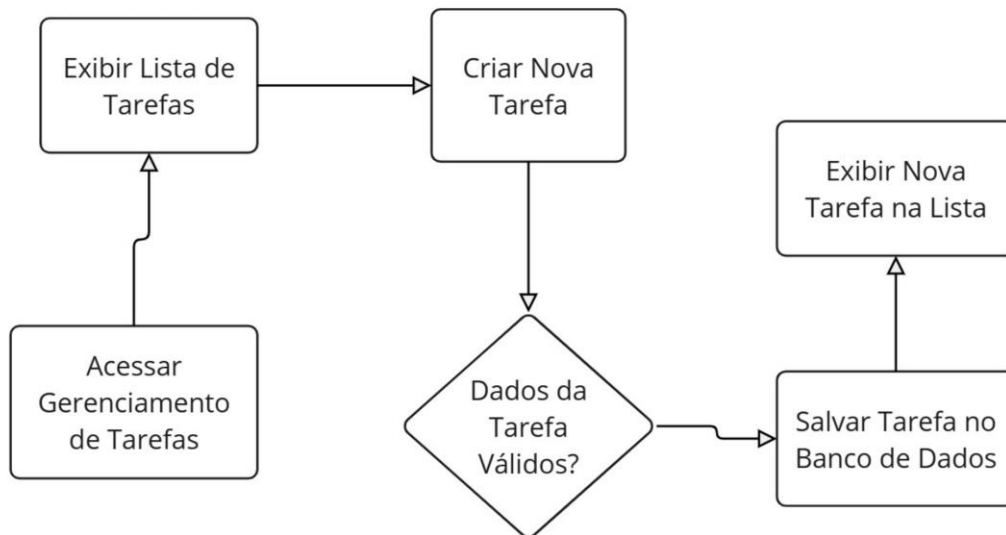 Exibir Lista de
Tarefas
Criar Nova
Tarefa
Exibir Nova
Tarefa na Lista
Acessar
Gerenciamento
de Tarefas
Dados da
Tarefa
Válidos?
Salvar Tarefa no
Banco de Dados